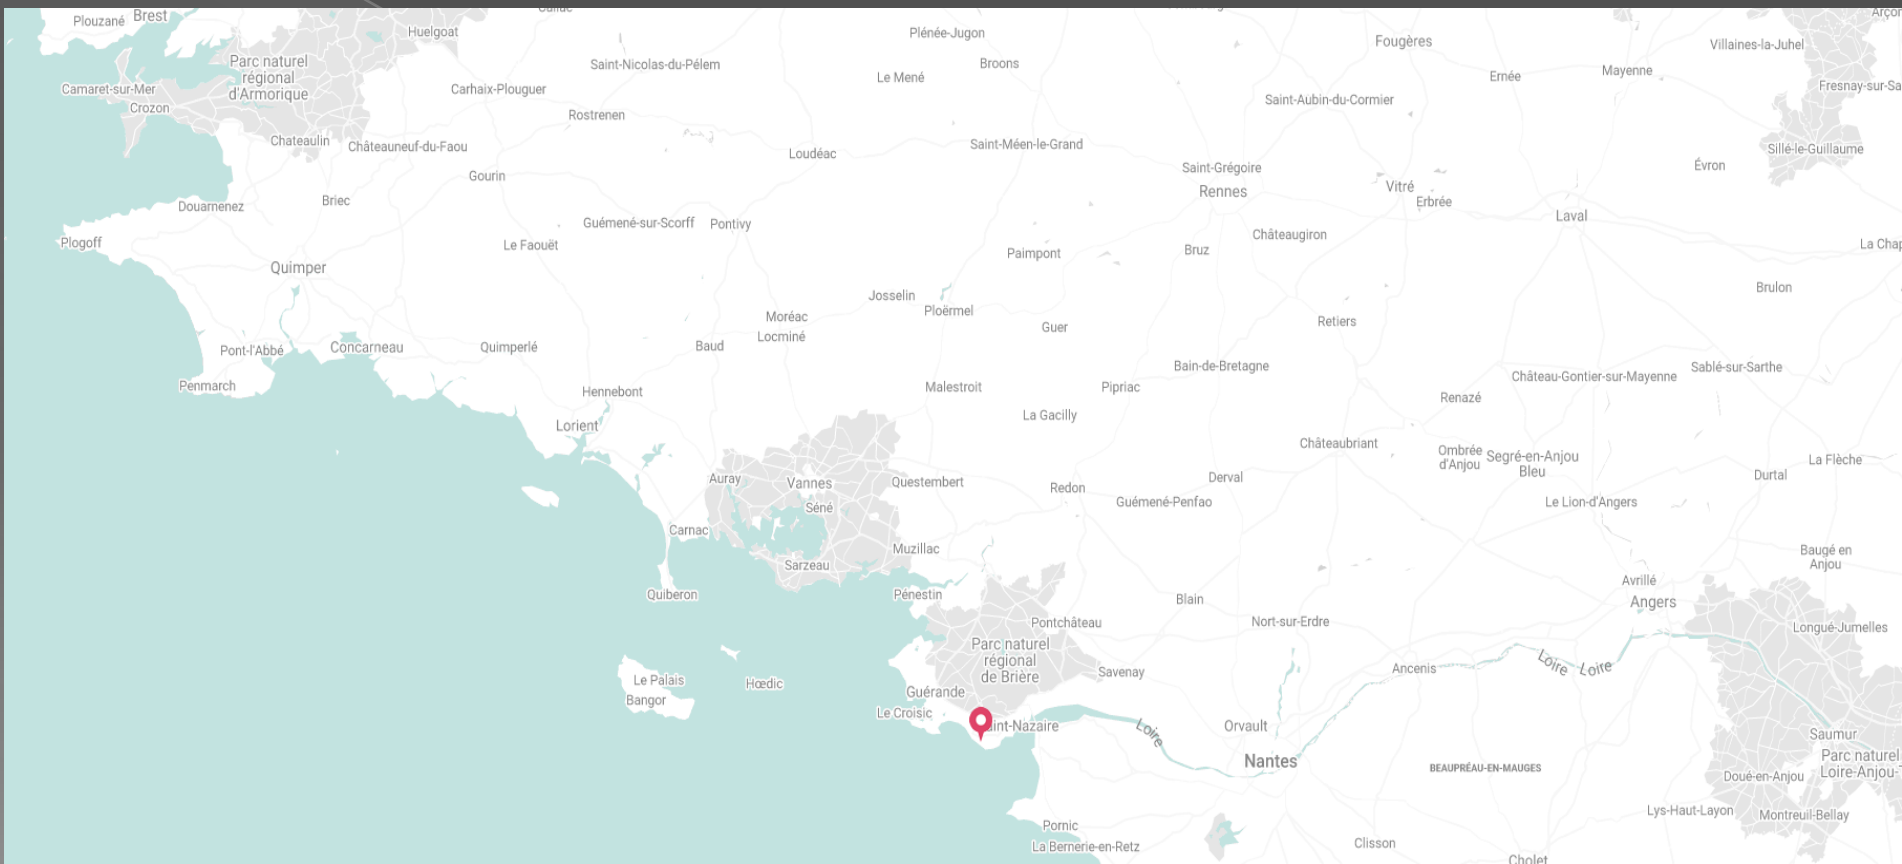 Plouzané
Brest
Huelgoat
Plénée-Jugon
Fougères
Villaines-la-Juhel
Parc naturel
régional
d'Armorique
Saint-Nicolas-du-Pélem
Broons
Le Mené
Ernée
Mayenne
Camaret-sur-Mer
Carhaix-Plouguer
Crozon
Rostrenen
Saint-Aubin-du-Cormier
Fresnay-sur-Sa
Chateaulin
Châteauneuf-du-Faou
Loudéac
Saint-Méen-le-Grand
Sillé-le-Guillaume
Saint-Grégoire
Évron
Gourin
Rennes
Vitré
Erbrée
Douarnenez
Briec
Laval
Guémené-sur-Scorff
Pontivy
Châteaugiron
Plogoff
Le Faouët
Paimpont
Bruz
La Chap
Quimper
Josselin
Ploërmel
Brulon
Moréac
Locminé
Guer
Retiers
Pont-l'Abbé
Concarneau
Quimperlé
Baud
Bain-de-Bretagne
Sablé-sur-Sarthe
Château-Gontier-sur-Mayenne
Penmarch
Hennebont
Malestroit
Pipriac
Renazé
La Gacilly
Lorient
Châteaubriant
Ombrée
d'Anjou
Segré-en-Anjou
Bleu
La Flèche
Auray
Vannes
Questembert
Redon
Derval
Durtal
Guémené-Penfao
Le Lion-d'Angers
Séné
Carnac
Muzillac
Baugé en
Anjou
Sarzeau
Avrillé
Quiberon
Pénestin
Blain
Angers
Pontchâteau
Nort-sur-Erdre
Longué-Jumelles
Parc naturel
régional
de Brière
Loire
Loire
Ancenis
Savenay
Le Palais
Hœdic
Bangor
Guérande
Le Croisic
int-Nazaire
Loire
Orvault
Saumur
Nantes
BEAUPRÉAU-EN-MAUGES
Parc naturel
Loire-Anjou-
Doué-en-Anjou
Lys-Haut-Layon
Montreuil-Bellay
Pornic
La Bernerie-en-Retz
Clisson
Cholet